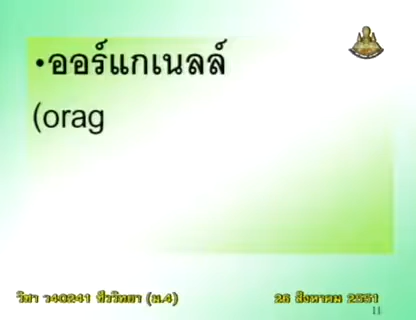 •ออร์แกเนลล์
(orag
วิชา ว40241 ชีววิทยา (ม.4)
26 สิงหาคม 2551
11